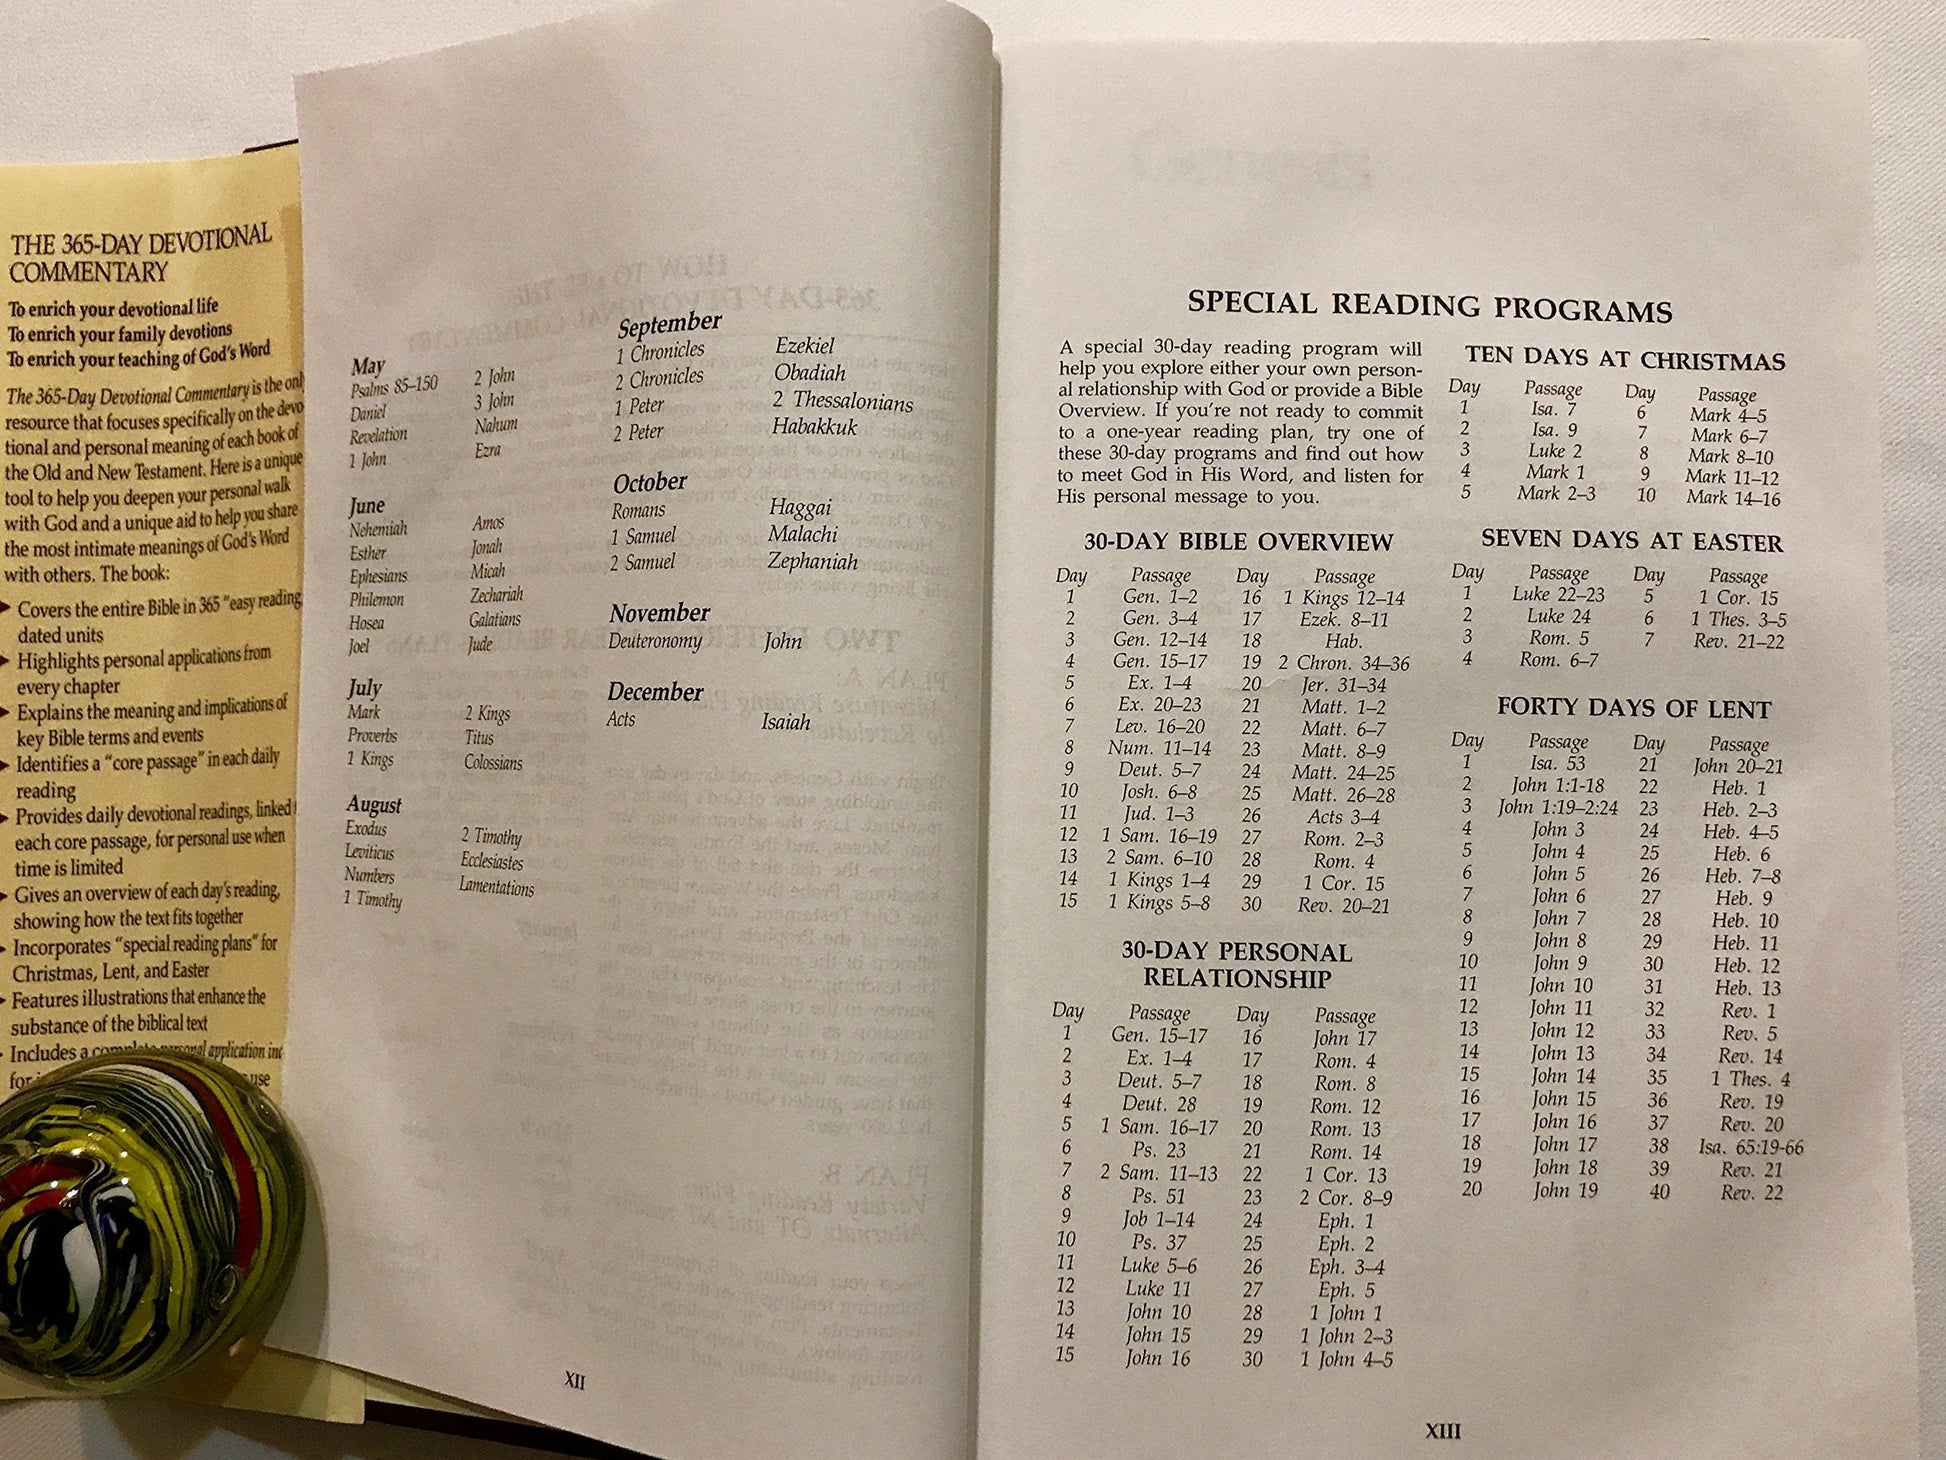 THE 365-DAY DEVOTIONAL
COMMENTARY
To enrich your devotional life
To enrich your family devotions
To enrich your teaching of God's Word
The 365-Day Devotional Commentary is the only
resource that focuses specifically on the devo
tional and personal meaning of each book of
the Old and New Testament. Here is a unique
tool to help you deepen your personal walk
with God and a unique aid to help you share
the most intimate meanings of God's Word
with others. The book:
Covers the entire Bible in 365 "easy reading,
dated units
Highlights personal applications from
every chapter
Explains the meaning and implications of
key Bible terms and events
Identifies a "core passage" in each daily
reading
Provides daily devotional readings, linked
each core passage, for personal use when
time is limited
Gives an overview of each day's reading,
showing how the text fits together
Incorporates "special reading plans" for
Christmas, Lent, and Easter
Features illustrations that enhance the
substance of the biblical text
Includes a complete personal application
use
May
Psalms 85–150 2 John
Daniel 3 John
Revelation Nahum
1 John Ezra
June
Nehemiah Amos
Esther Jonah
Ephesians Micah
Philemon Zechariah
Hosea Galatians
Joel Jude
July
Mark 2 Kings
Proverbs Titus
1 Kings Colossians
August
Exodus 2 Timothy
Leviticus Ecclesiastes
Numbers Lamentations
1 Timothy
September
1 Chronicles Ezekiel
2 Chronicles Obadiah
1 Peter 2 Thessalonians
2 Peter Habakkuk
October
Romans Haggai
1 Samuel Malachi
2 Samuel Zephaniah
November
Deuteronomy John
December
Acts Isaiah
XII
SPECIAL READING PROGRAMS
A special 30-day reading program will
help you explore either your own person-
al relationship with God or provide a Bible
Overview. If you're not ready to commit
to a one-year reading plan, try one of
these 30-day programs and find out how
to meet God in His Word, and listen for
His personal message to you.
30-DAY BIBLE OVERVIEW
Day Passage Day Passage
1 Gen. 1–2 16 1 Kings 12–14
2 Gen. 3–4 17 Ezek. 8–11
3 Gen. 12–14 18 Hab.
4 Gen. 15–17 19 2 Chron. 34–36
5 Ex. 1–4 20 Jer. 31–34
6 Ex. 20–23 21 Matt. 1–2
7 Lev. 16–20 22 Matt. 6–7
8 Num. 11–14 23 Matt. 8–9
9 Deut. 5–7 24 Matt. 24–25
10 Josh. 6–8 25 Matt. 26–28
11 Jud. 1–3 26 Acts 3–4
12 1 Sam. 16–19 27 Rom. 2–3
13 2 Sam. 6–10 28 Rom. 4
14 1 Kings 1–4 29 1 Cor. 15
15 1 Kings 5–8 30 Rev. 20–21
30-DAY PERSONAL
RELATIONSHIP
Day Passage Day Passage
1 Gen. 15–17 16 John 17
2 Ex. 1–4 17 Rom. 4
3 Deut. 5–7 18 Rom. 8
4 Deut. 28 19 Rom. 12
5 1 Sam. 16–17 20 Rom. 13
6 Ps. 23 21 Rom. 14
7 2 Sam. 11–13 22 1 Cor. 13
8 Ps. 51 23 2 Cor. 8–9
9 Job 1–14 24 Eph. 1
10 Ps. 37 25 Eph. 2
11 Luke 5–6 26 Eph. 3–4
12 Luke 11 27 Eph. 5
13 John 10 28 1 John 1
14 John 15 29 1 John 2–3
15 John 16 30 1 John 4–5
TEN DAYS AT CHRISTMAS
Day Passage Day Passage
1 Isa. 7 6 Mark 4–5
2 Isa. 9 7 Mark 6–7
3 Luke 2 8 Mark 8–10
4 Mark 1 9 Mark 11–12
5 Mark 2–3 10 Mark 14–16
SEVEN DAYS AT EASTER
Day Passage Day Passage
1 Luke 22–23 5 1 Cor. 15
2 Luke 24 6 1 Thes. 3–5
3 Rom. 5 7 Rev. 21–22
4 Rom. 6–7
FORTY DAYS OF LENT
Day Passage Day Passage
1 Isa. 53 21 John 20–21
2 John 1:1-18 22 Heb. 1
3 John 1:19–2:24 23 Heb. 2–3
4 John 3 24 Heb. 4–5
5 John 4 25 Heb. 6
6 John 5 26 Heb. 7–8
7 John 6 27 Heb. 9
8 John 7 28 Heb. 10
9 John 8 29 Heb. 11
10 John 9 30 Heb. 12
11 John 10 31 Heb. 13
12 John 11 32 Rev. 1
13 John 12 33 Rev. 5
14 John 13 34 Rev. 14
15 John 14 35 1 Thes. 4
16 John 15 36 Rev. 19
17 John 16 37 Rev. 20
18 John 17 38 Isa. 65:19-66
19 John 18 39 Rev. 21
20 John 19 40 Rev. 22
XIII